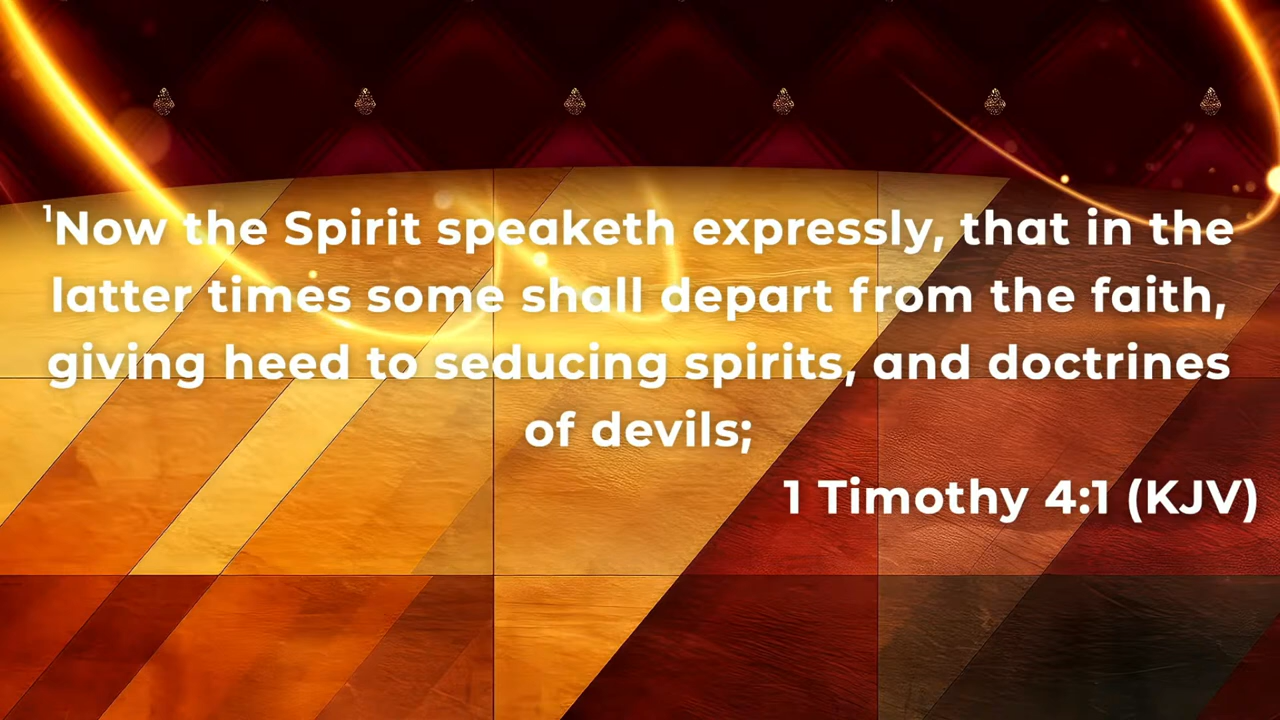 ¹Now the Spirit speaketh expressly, that in the
latter times some shall depart from the faith,
giving heed to seducing spirits, and doctrines
of devils;
1 Timothy 4:1 (KJV)